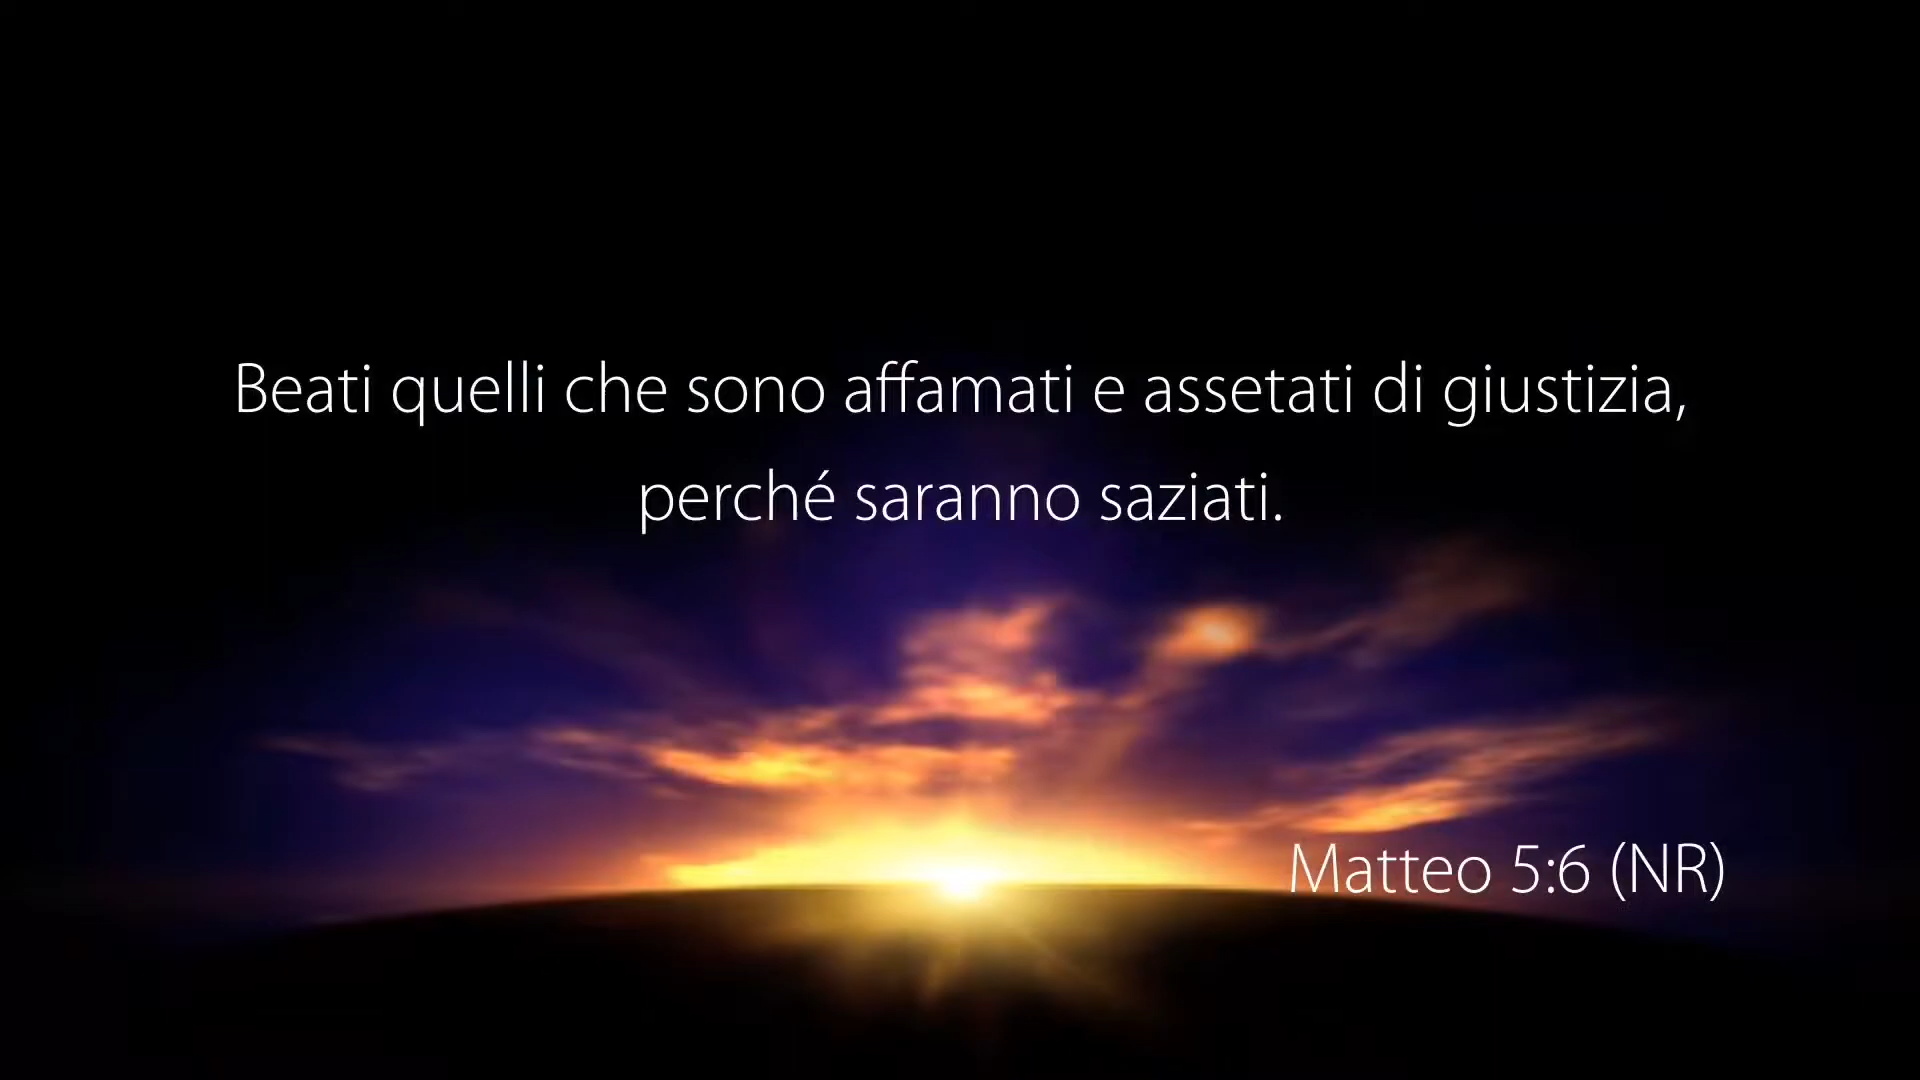 Beati quelli che sono affamati e assetati di giustizia,
perché saranno saziati.
Matteo 5:6 (NR)